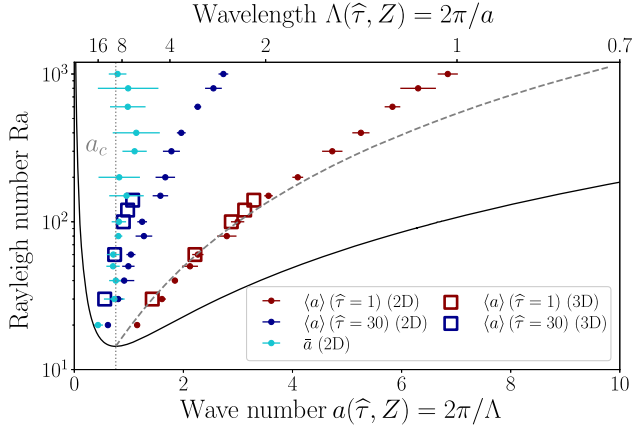 Wavelength Λ(τ̂, Z) = 2π/a
16 8 4 2 1 0.7
Rayleigh number Ra
10³
10²
10¹
a_c
⟨a⟩ (τ̂ = 1) (2D)
⟨a⟩ (τ̂ = 30) (2D)
ā (2D)
⟨a⟩ (τ̂ = 1) (3D)
⟨a⟩ (τ̂ = 30) (3D)
0 2 4 6 8 10
Wave number a(τ̂, Z) = 2π/Λ